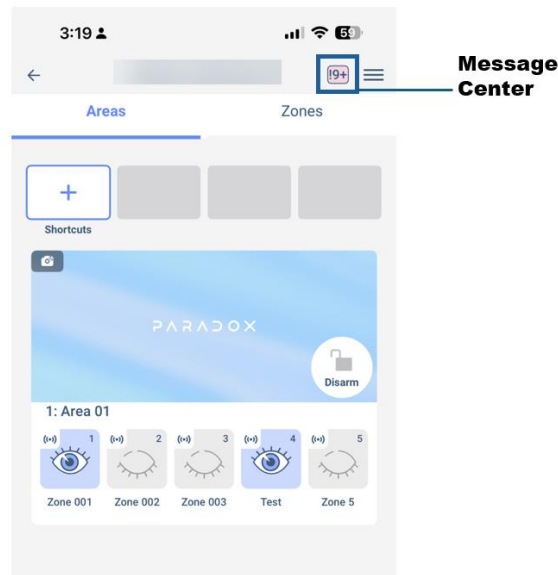 3:19
59
!9+
Message
Center
Areas
Zones
+
Shortcuts
PARADOX
Disarm
1: Area 01
1
2
3
4
5
Zone 001
Zone 002
Zone 003
Test
Zone 5